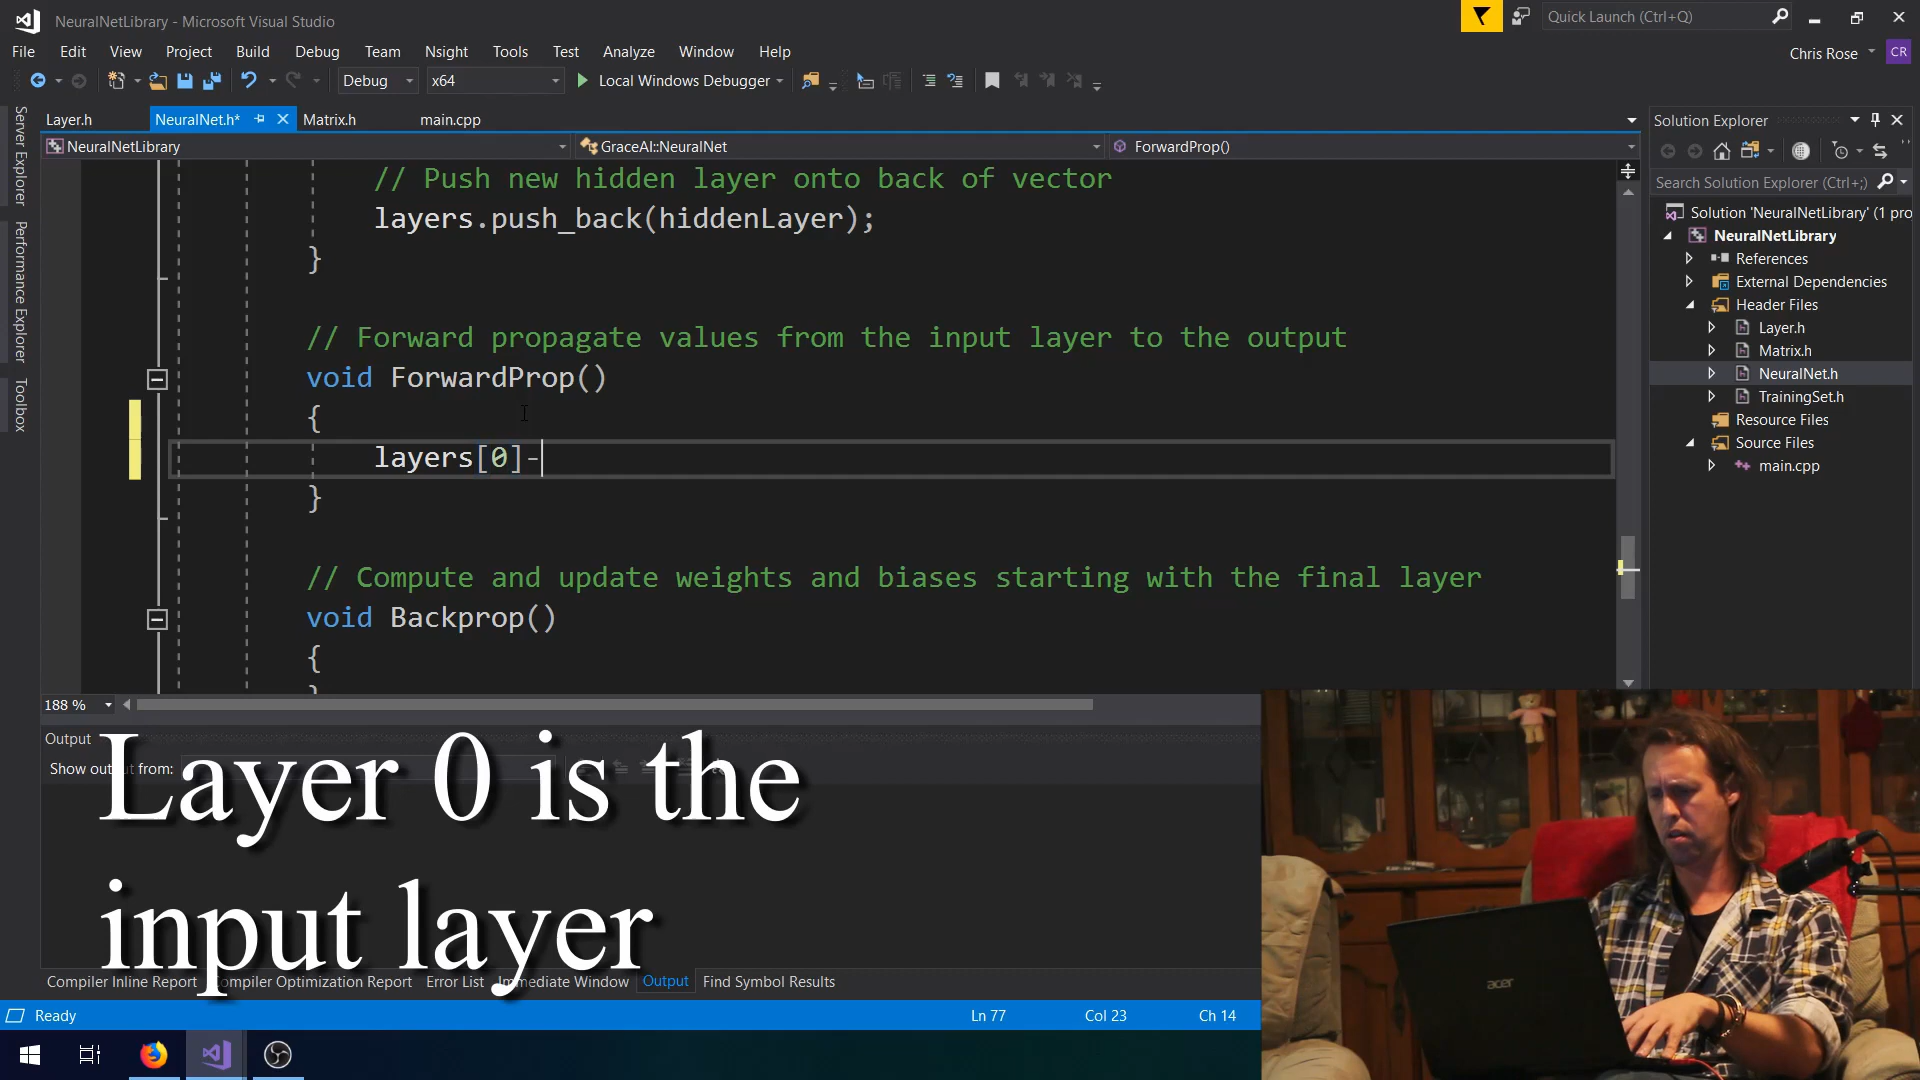 NeuralNetLibrary - Microsoft Visual Studio
Quick Launch (Ctrl+Q)
File Edit View Project Build Debug Team Nsight Tools Test Analyze Window Help
Chris Rose CR
Debug x64 Local Windows Debugger
Server Explorer
Performance Explorer
Toolbox
Layer.h NeuralNet.h* Matrix.h main.cpp
NeuralNetLibrary GraceAI::NeuralNet ForwardProp()
// Push new hidden layer onto back of vector
layers.push_back(hiddenLayer);
}
// Forward propagate values from the input layer to the output
void ForwardProp()
{
layers[0]-
}
// Compute and update weights and biases starting with the final layer
void Backprop()
{
188 %
Solution Explorer
Search Solution Explorer (Ctrl+;)
Solution 'NeuralNetLibrary' (1 pro
NeuralNetLibrary
References
External Dependencies
Header Files
Layer.h
Matrix.h
NeuralNet.h
TrainingSet.h
Resource Files
Source Files
main.cpp
Output
Show output from:
Layer 0 is the
input layer
Compiler Inline Report Compiler Optimization Report Error List Immediate Window Output Find Symbol Results
Ready Ln 77 Col 23 Ch 14
acer